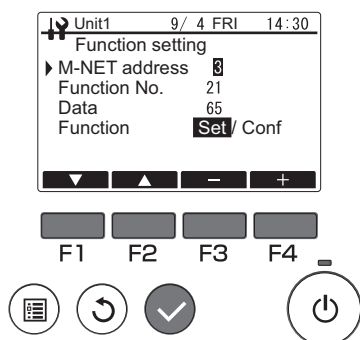 Unit1 9/ 4 FRI 14:30
Function setting
M-NET address 3
Function No. 21
Data 65
Function Set / Conf
− +
F1 F2 F3 F4